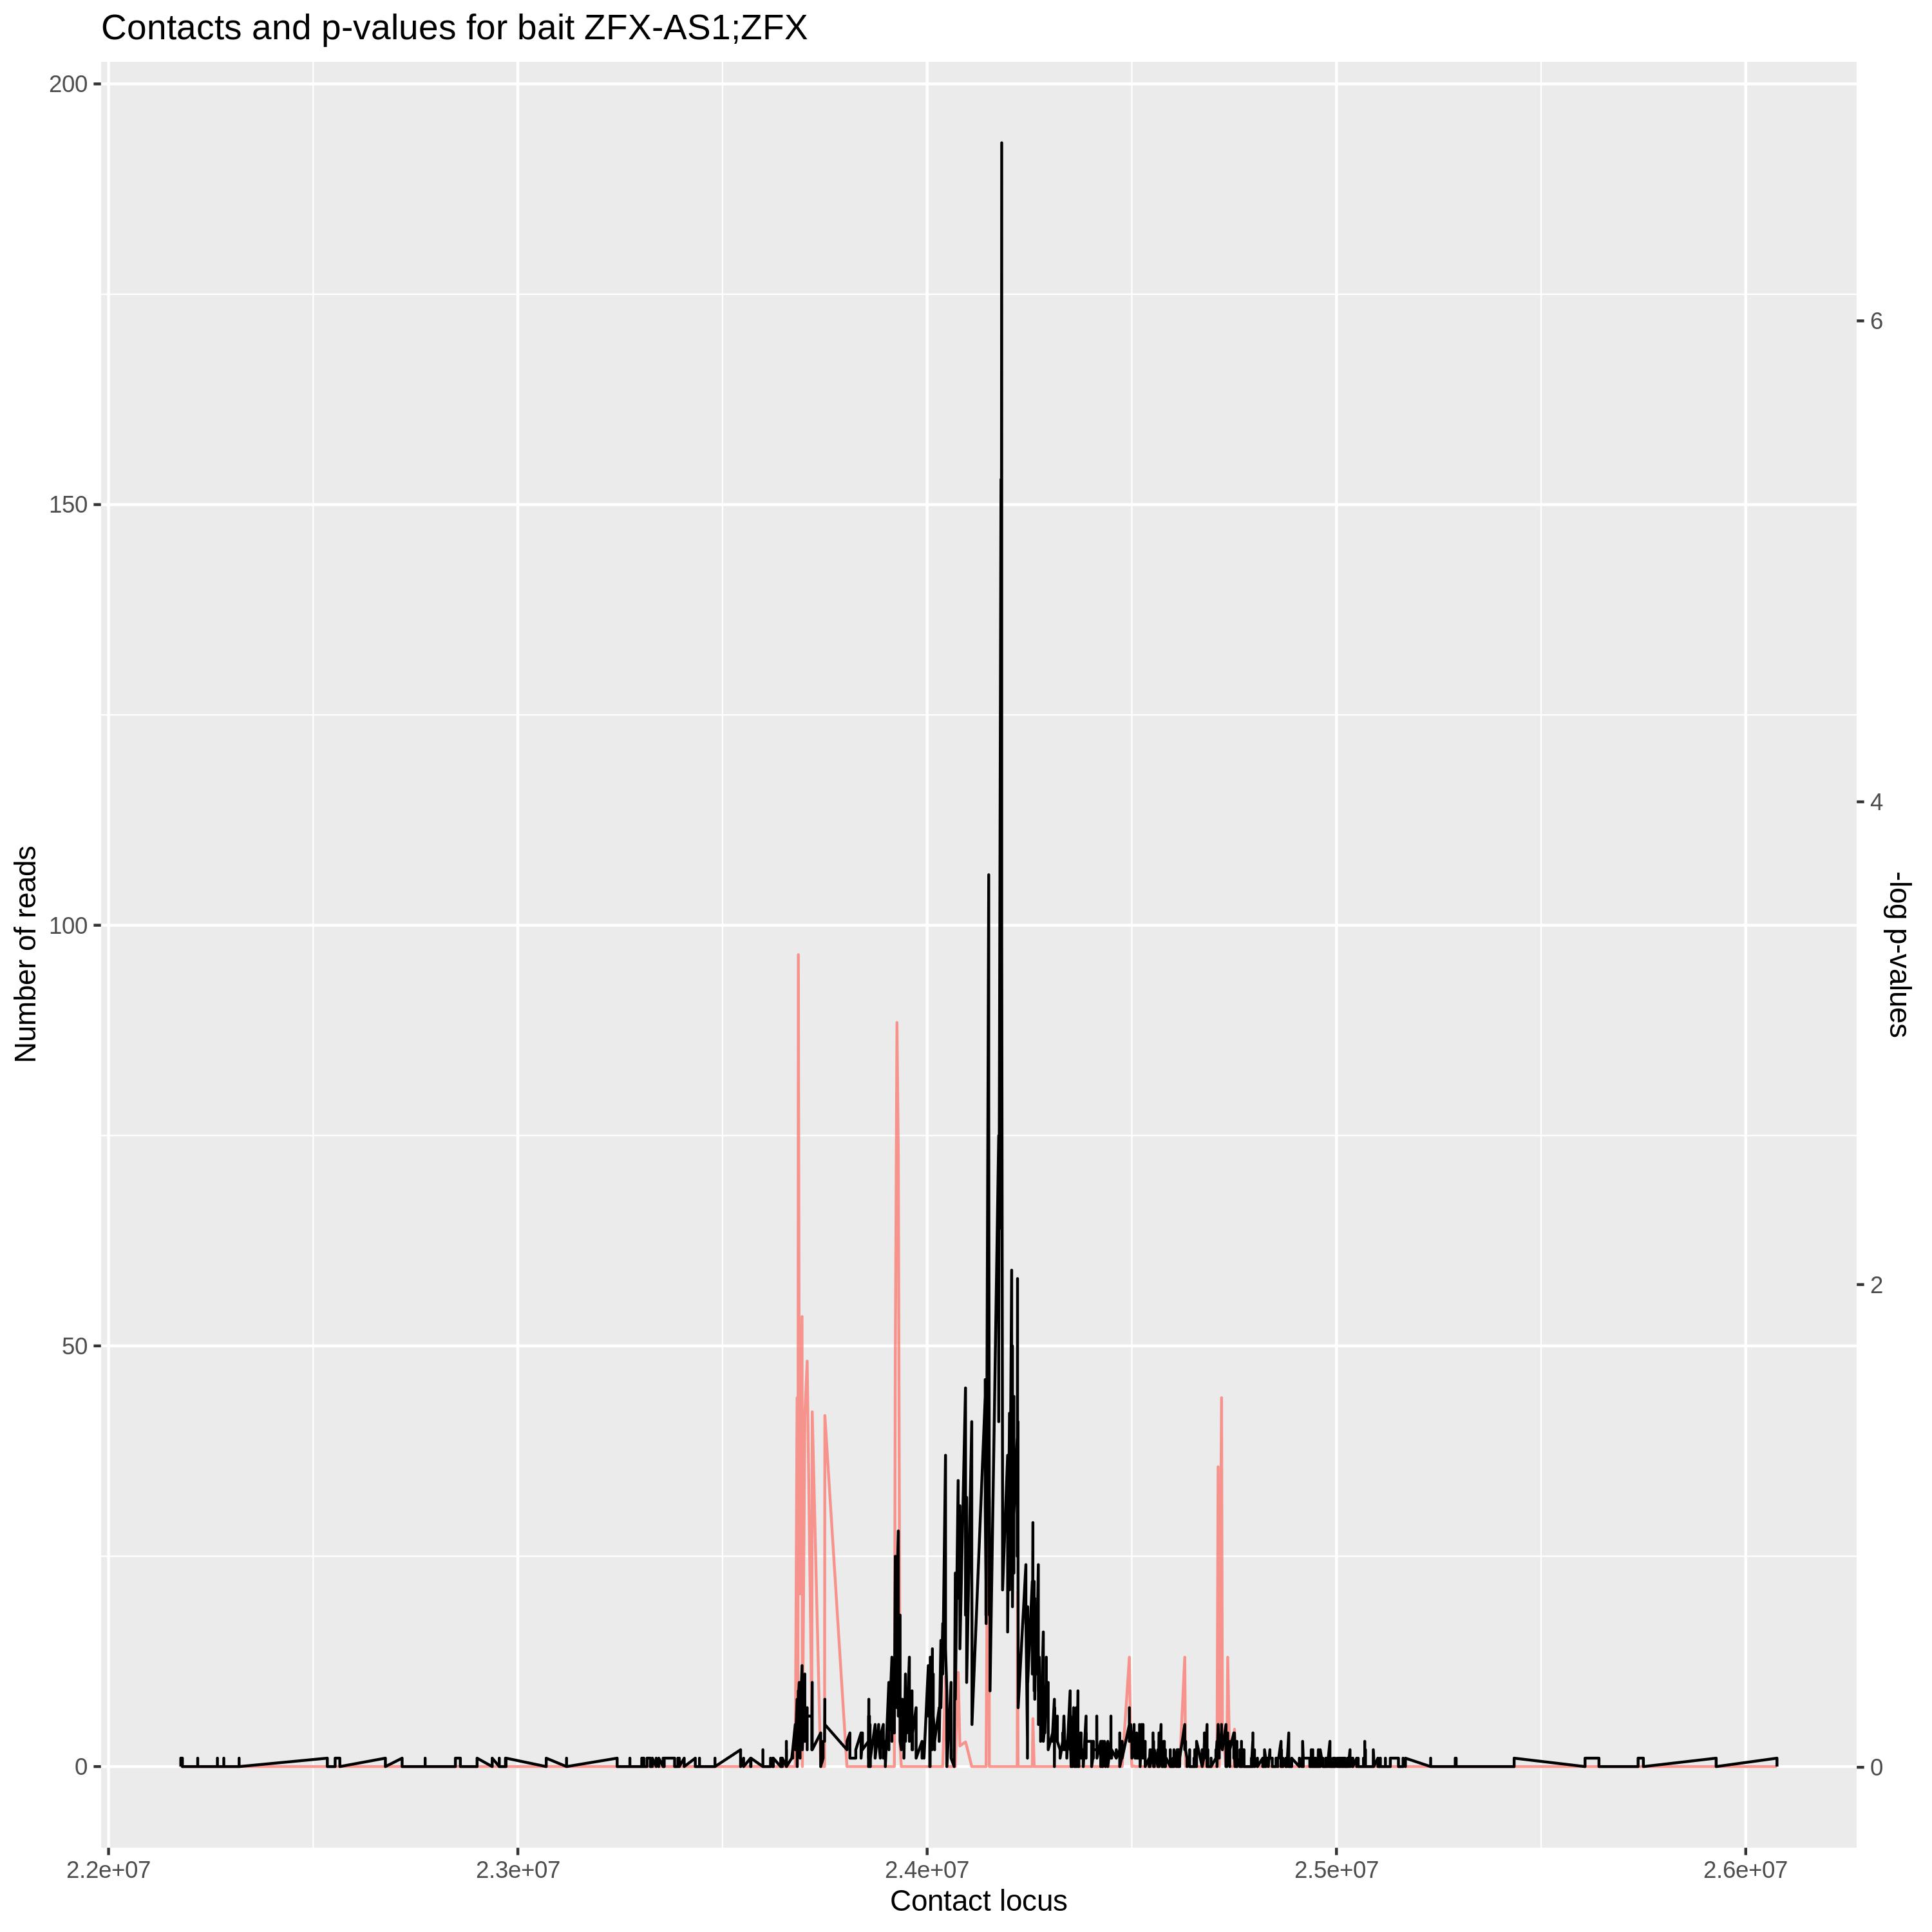 Contacts and p-values for bait ZFX-AS1;ZFX
200
150
100
50
0
Number of reads
6
4
2
0
-log p-values
2.2e+07 2.3e+07 2.4e+07 2.5e+07 2.6e+07
Contact locus